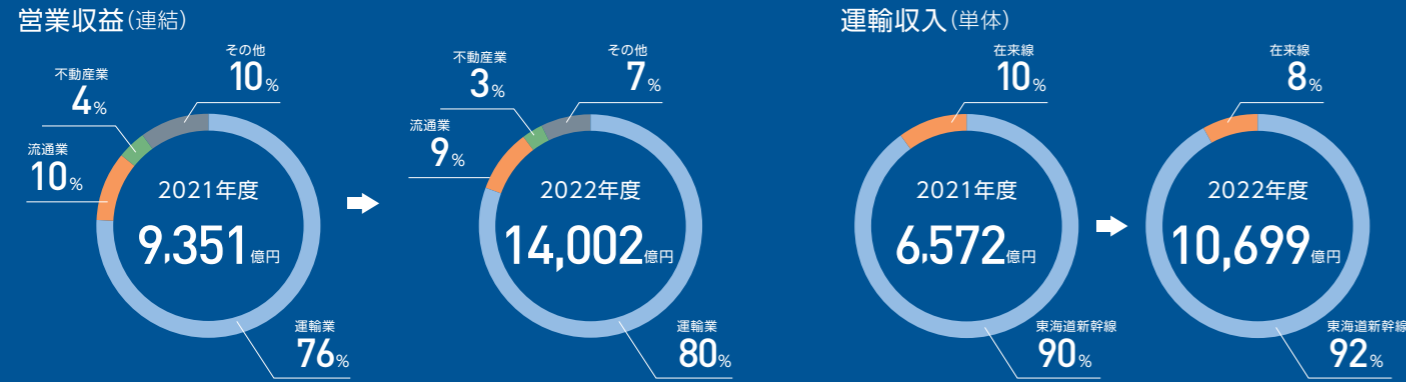 営業収益(連結)
その他
10%
不動産業
4%
流通業
10%
2021年度
9,351億円
運輸業
76%
その他
7%
不動産業
3%
流通業
9%
2022年度
14,002億円
運輸業
80%
運輸収入(単体)
在来線
10%
2021年度
6,572億円
東海道新幹線
90%
在来線
8%
2022年度
10,699億円
東海道新幹線
92%